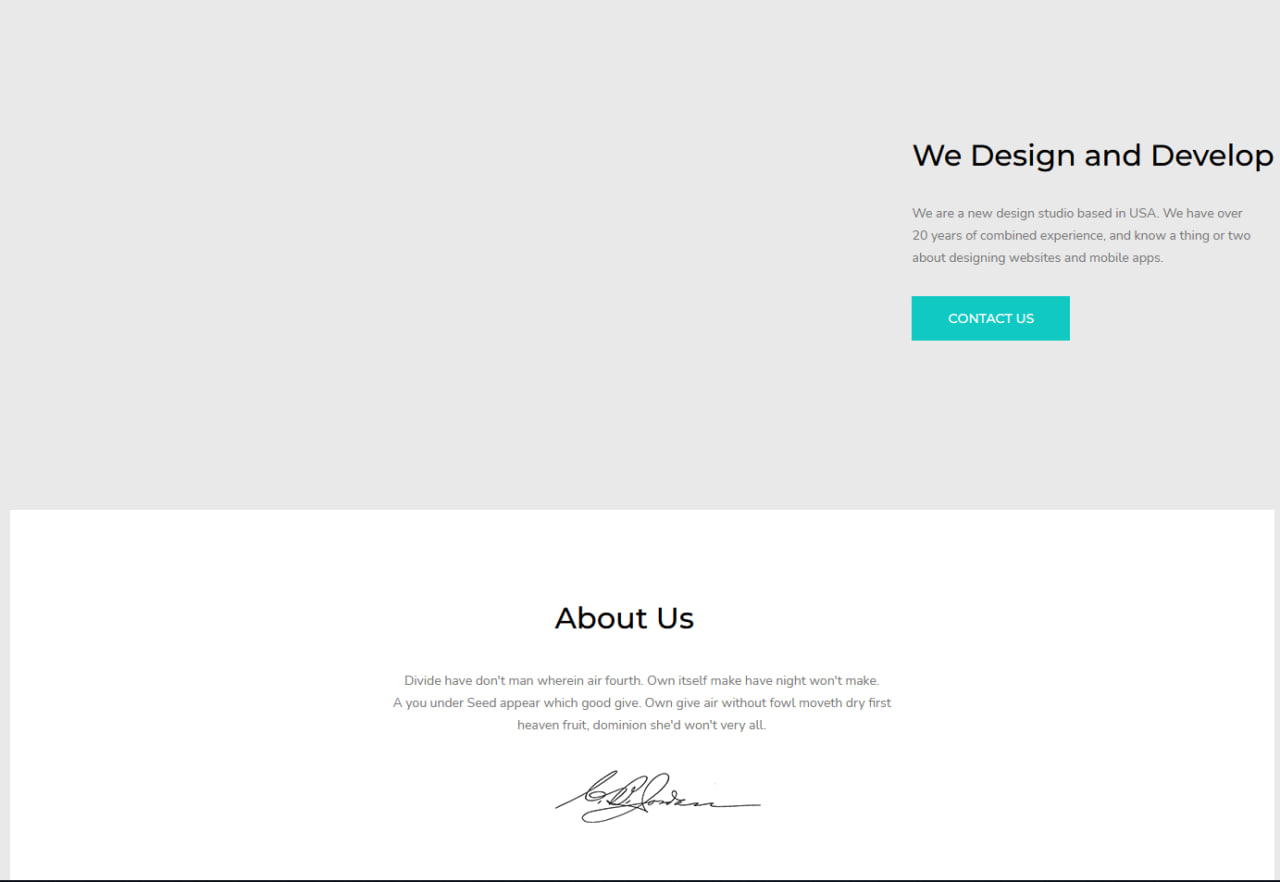 We Design and Develop
We are a new design studio based in USA. We have over
20 years of combined experience, and know a thing or two
about designing websites and mobile apps.
CONTACT US
About Us
Divide have don't man wherein air fourth. Own itself make have night won't make.
A you under Seed appear which good give. Own give air without fowl moveth dry first
heaven fruit, dominion she'd won't very all.